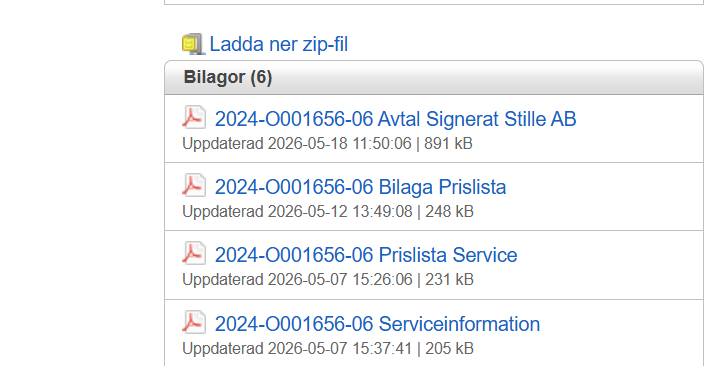 Ladda ner zip-fil
Bilagor (6)
2024-O001656-06 Avtal Signerat Stille AB
Uppdaterad 2026-05-18 11:50:06 | 891 kB
2024-O001656-06 Bilaga Prislista
Uppdaterad 2026-05-12 13:49:08 | 248 kB
2024-O001656-06 Prislista Service
Uppdaterad 2026-05-07 15:26:06 | 231 kB
2024-O001656-06 Serviceinformation
Uppdaterad 2026-05-07 15:37:41 | 205 kB